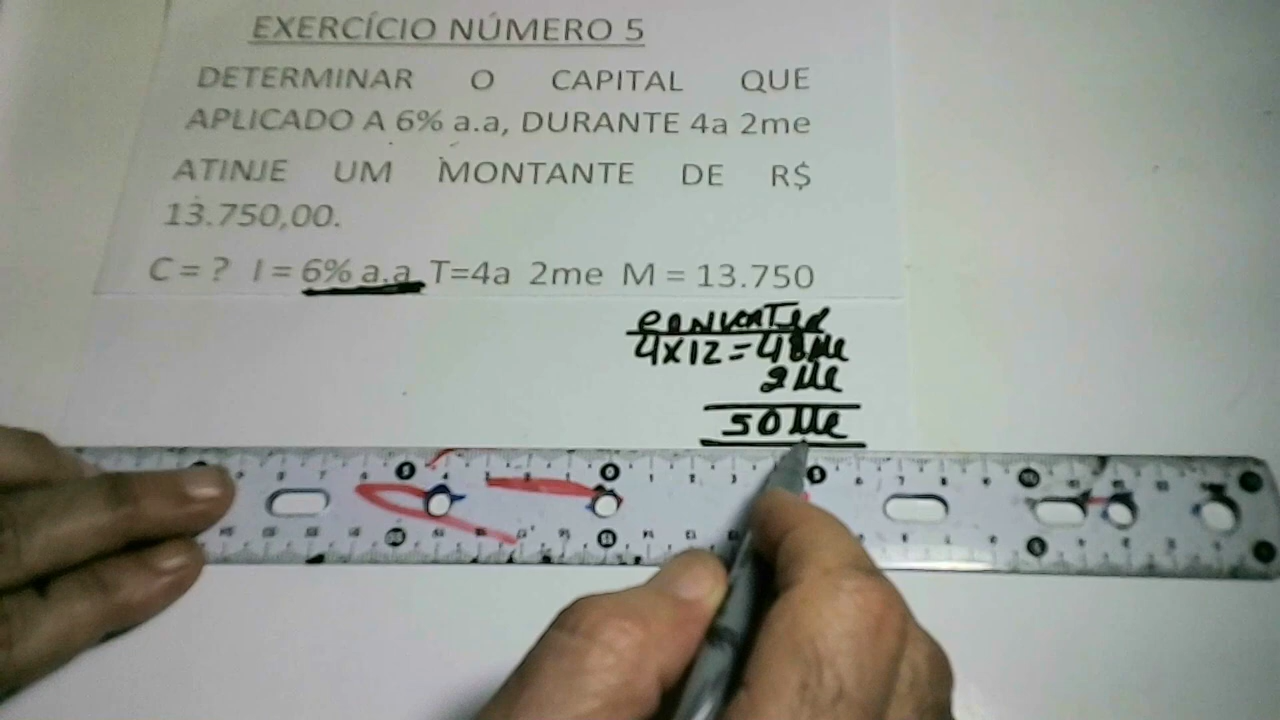 EXERCÍCIO NÚMERO 5
DETERMINAR O CAPITAL QUE
APLICADO A 6% a.a, DURANTE 4a 2me
ATINJE UM MONTANTE DE R$
13.750,00.
C = ? I = 6% a.a T=4a 2me M = 13.750
CONVERTER
4X12=48Me
2Me
50Me